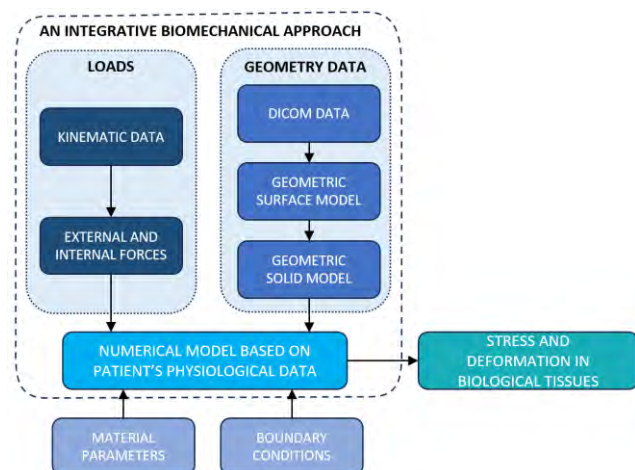 AN INTEGRATIVE BIOMECHANICAL APPROACH
LOADS
KINEMATIC DATA
EXTERNAL AND
INTERNAL FORCES
GEOMETRY DATA
DICOM DATA
GEOMETRIC
SURFACE MODEL
GEOMETRIC
SOLID MODEL
NUMERICAL MODEL BASED ON
PATIENT'S PHYSIOLOGICAL DATA
STRESS AND
DEFORMATION IN
BIOLOGICAL TISSUES
MATERIAL
PARAMETERS
BOUNDARY
CONDITIONS